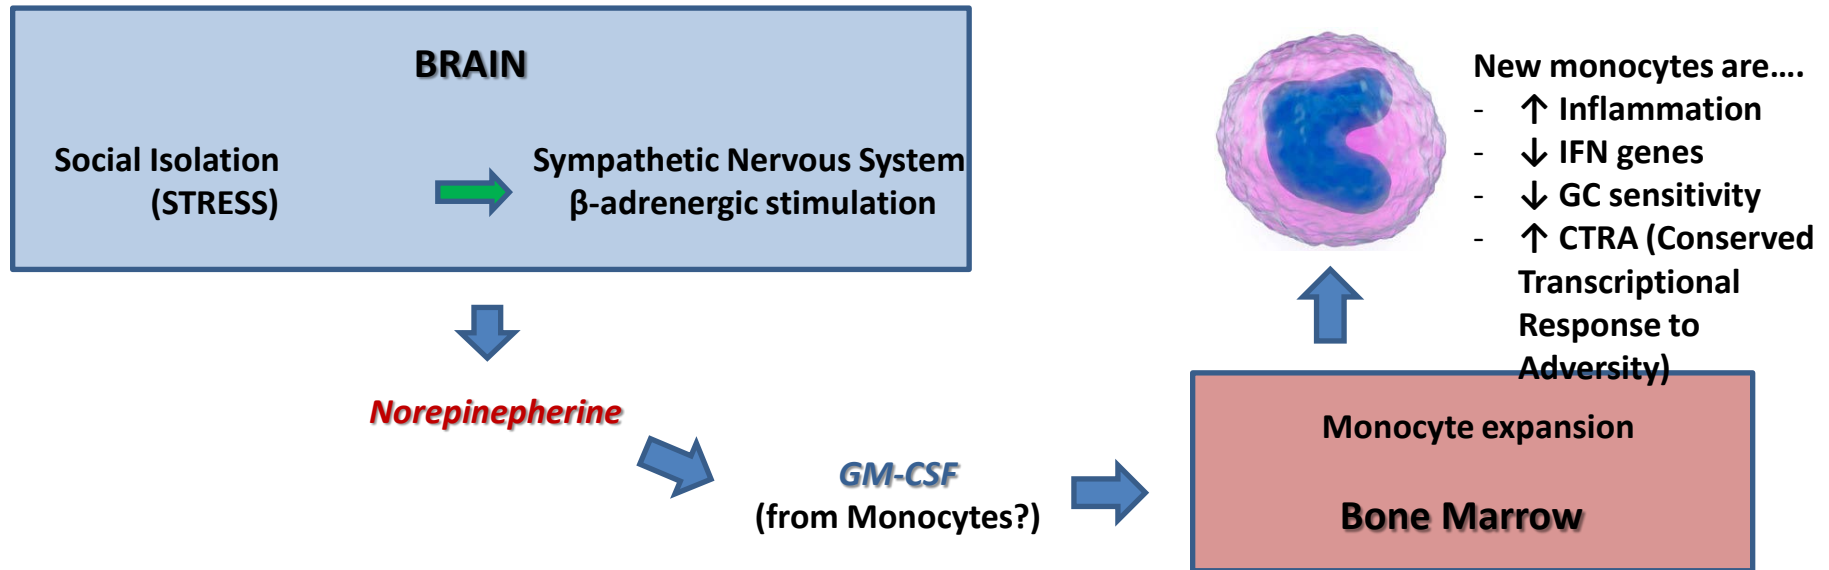 BRAIN
Social Isolation
(STRESS)
Sympathetic Nervous System
β-adrenergic stimulation
Norepinepherine
GM-CSF
(from Monocytes?)
Monocyte expansion
Bone Marrow
New monocytes are....
- ↑ Inflammation
- ↓ IFN genes
- ↓ GC sensitivity
- ↑ CTRA (Conserved
Transcriptional
Response to
Adversity)